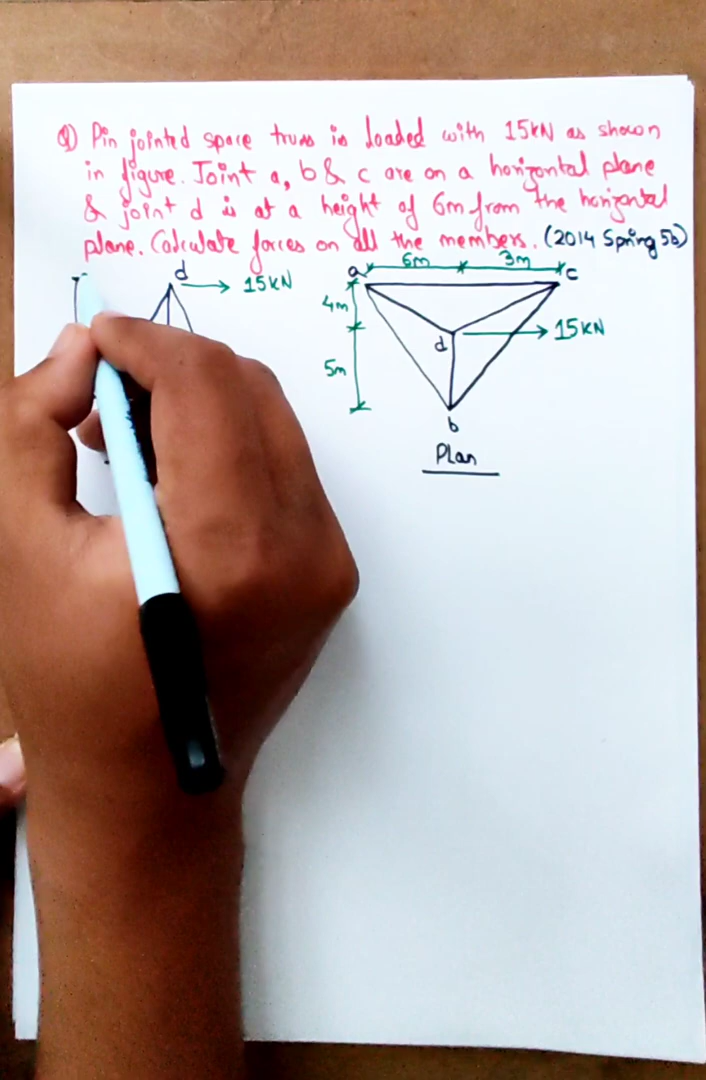 Q) Pin jointed space truss is loaded with 15kN as shown
in figure. Joint a, b & c are on a horizontal plane
& joint d is at a height of 6m from the horizontal
plane. Calculate forces on all the members. (2014 Spring 5b)
d 15kN
a 6m 3m c
4m
d 15kN
5m
b
Plan